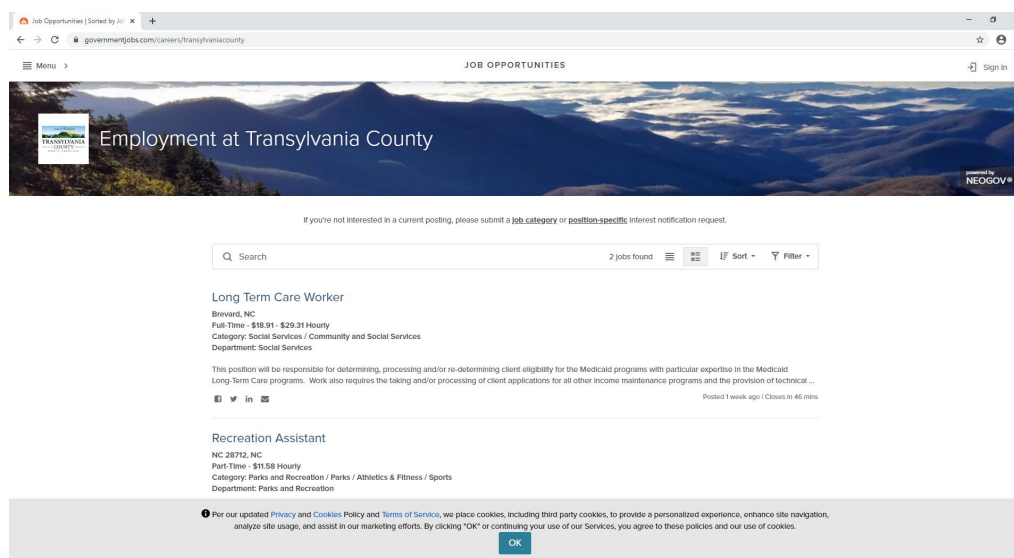 Job Opportunities | Sorted by Jo
governmentjobs.com/careers/transylvaniacounty
Menu
JOB OPPORTUNITIES
Sign In
TRANSYLVANIA
COUNTY
Employment at Transylvania County
powered by
NEOGOV®
If you're not interested in a current posting, please submit a job category or position-specific interest notification request.
Search
2 jobs found
Sort
Filter
Long Term Care Worker
Brevard, NC
Full-Time - $18.91 - $29.31 Hourly
Category: Social Services / Community and Social Services
Department: Social Services
This position will be responsible for determining, processing and/or re-determining client eligibility for the Medicaid programs with particular expertise in the Medicaid
Long-Term Care programs. Work also requires the taking and/or processing of client applications for all other income maintenance programs and the provision of technical ...
Posted 1 week ago | Closes in 46 mins
Recreation Assistant
NC 28712, NC
Part-Time - $11.58 Hourly
Category: Parks and Recreation / Parks / Athletics & Fitness / Sports
Department: Parks and Recreation
Per our updated Privacy and Cookies Policy and Terms of Service, we place cookies, including third party cookies, to provide a personalized experience, enhance site navigation,
analyze site usage, and assist in our marketing efforts. By clicking "OK" or continuing your use of our Services, you agree to these policies and our use of cookies.
OK